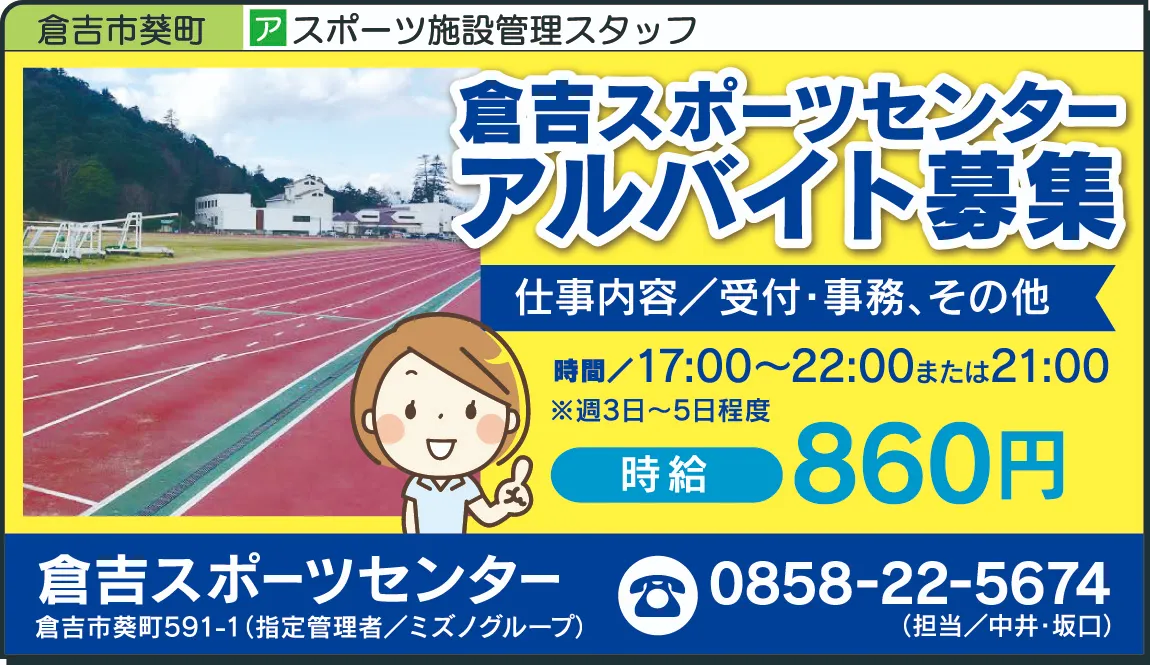 倉吉市葵町 ア スポーツ施設管理スタッフ
倉吉スポーツセンター
アルバイト募集
仕事内容／受付・事務、その他
時間／17:00～22:00または21:00
※週3日～5日程度
時給 860円
倉吉スポーツセンター
倉吉市葵町591-1（指定管理者／ミズノグループ）
0858-22-5674
（担当／中井・坂口）